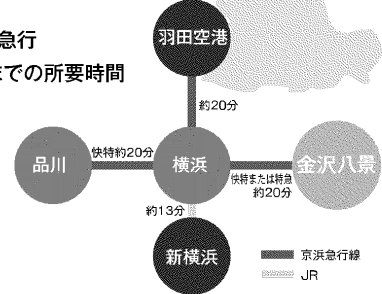 急行
までの所要時間
羽田空港
約20分
品川
快特約20分
横浜
快特または特急
約20分
金沢八景
約13分
新横浜
京浜急行線
JR